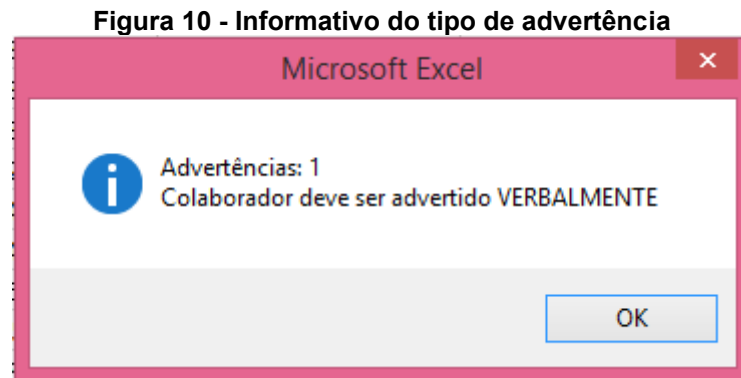 Figura 10 - Informativo do tipo de advertência
Microsoft Excel
Advertências: 1
Colaborador deve ser advertido VERBALMENTE
OK